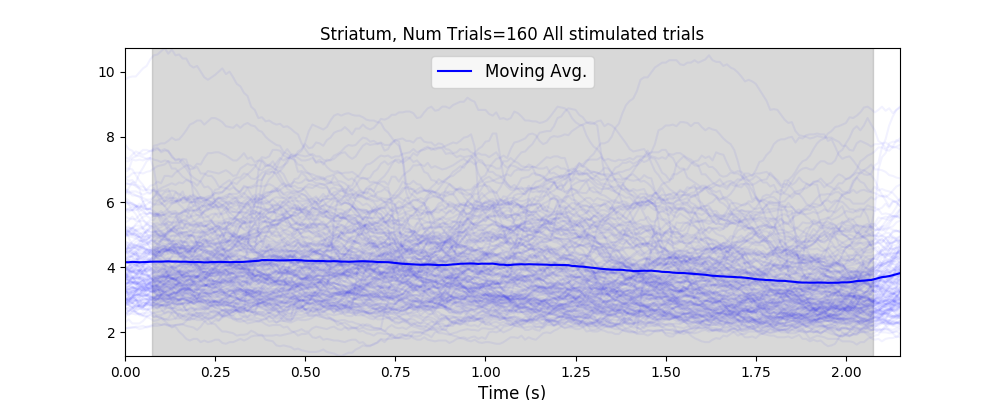 Striatum, Num Trials=160 All stimulated trials
Moving Avg.
10
8
6
4
2
0.00 0.25 0.50 0.75 1.00 1.25 1.50 1.75 2.00
Time (s)